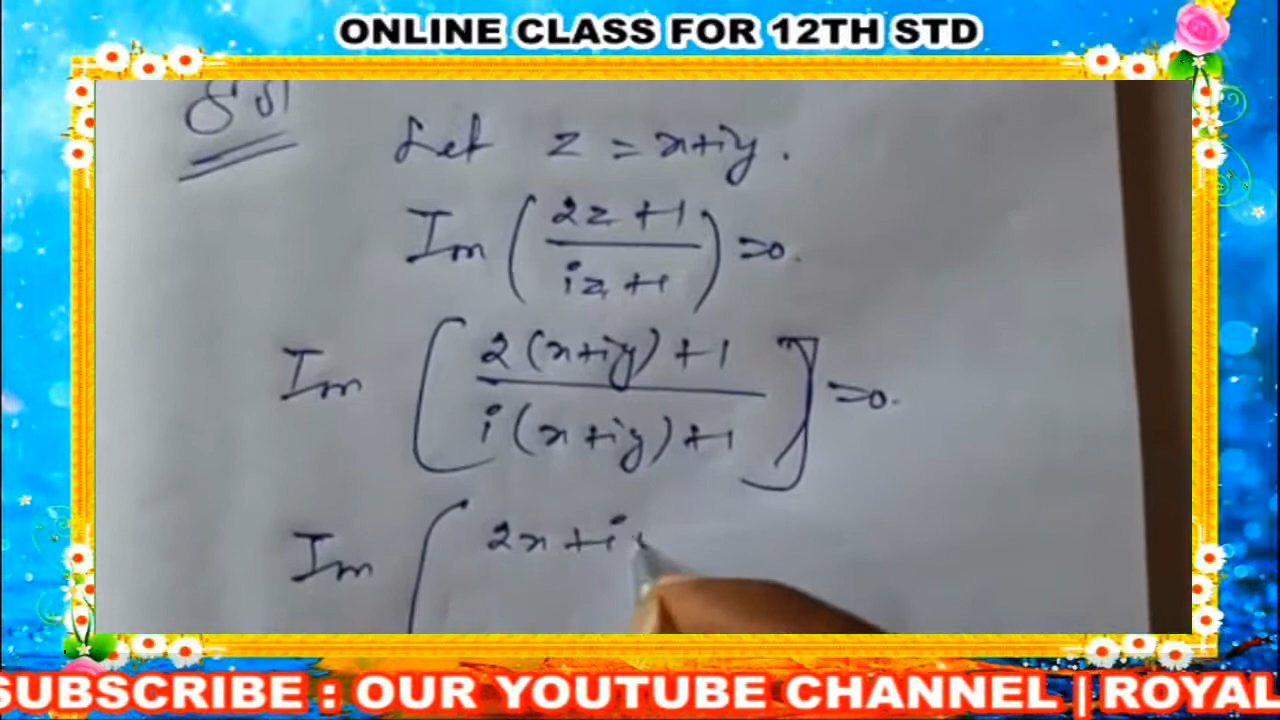 ONLINE CLASS FOR 12TH STD
Let z = x+iy.
Im (2z+1 / iz+1) =0.
Im [2(x+iy)+1 / i(x+iy)+1] =0.
Im ( 2x+i
SUBSCRIBE : OUR YOUTUBE CHANNEL | ROYAL